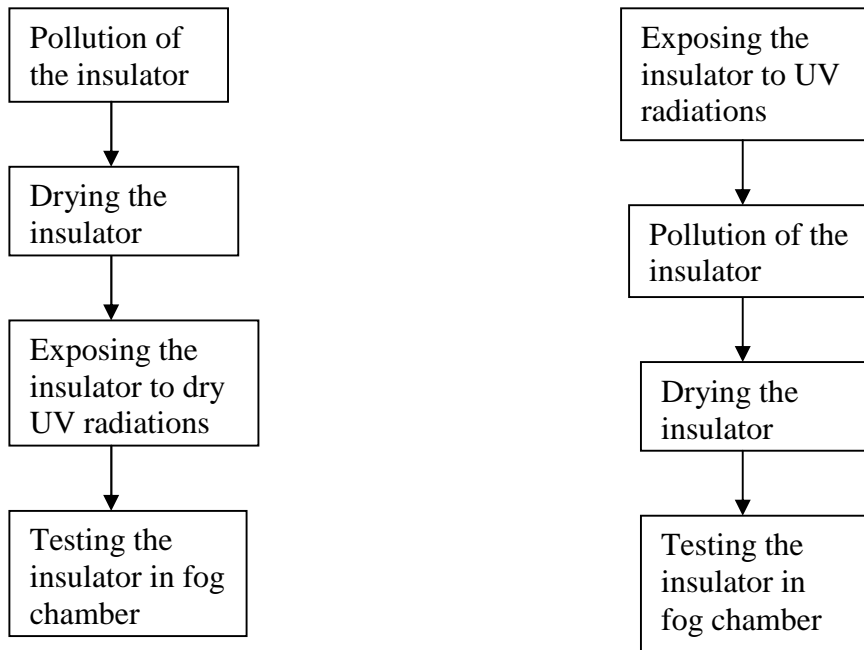 Pollution of
the insulator
Drying the
insulator
Exposing the
insulator to dry
UV radiations
Testing the
insulator in fog
chamber
Exposing the
insulator to UV
radiations
Pollution of the
insulator
Drying the
insulator
Testing the
insulator in
fog chamber